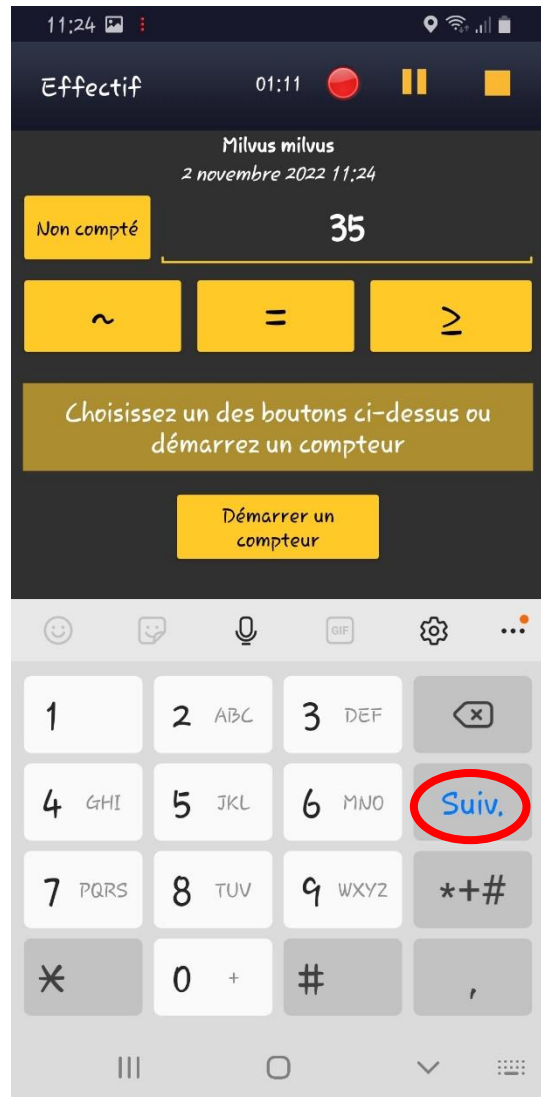 11:24
Effectif 01:11
Milvus milvus
2 novembre 2022 11:24
Non compté 35
~ = ≥
Choisissez un des boutons ci-dessus ou
démarrez un compteur
Démarrer un
compteur
GIF
1 2 ABC 3 DEF
4 GHI 5 JKL 6 MNO Suiv.
7 PQRS 8 TUV 9 WXYZ *+#
* 0 + # ,